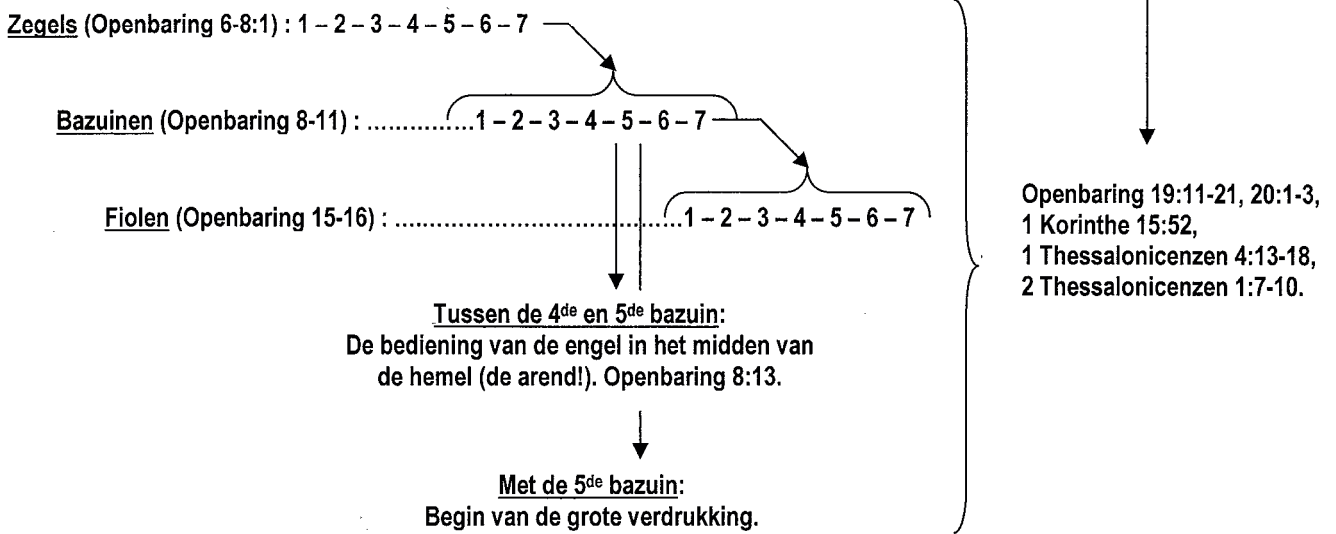 Zegels (Openbaring 6-8:1) : 1 – 2 – 3 – 4 – 5 – 6 – 7
Bazuinen (Openbaring 8-11) : ...............1 – 2 – 3 – 4 – 5 – 6 – 7
Fiolen (Openbaring 15-16) : .........................................1 – 2 – 3 – 4 – 5 – 6 – 7
Tussen de 4de en 5de bazuin:
De bediening van de engel in het midden van
de hemel (de arend!). Openbaring 8:13.
Met de 5de bazuin:
Begin van de grote verdrukking.
Openbaring 19:11-21, 20:1-3,
1 Korinthe 15:52,
1 Thessalonicenzen 4:13-18,
2 Thessalonicenzen 1:7-10.